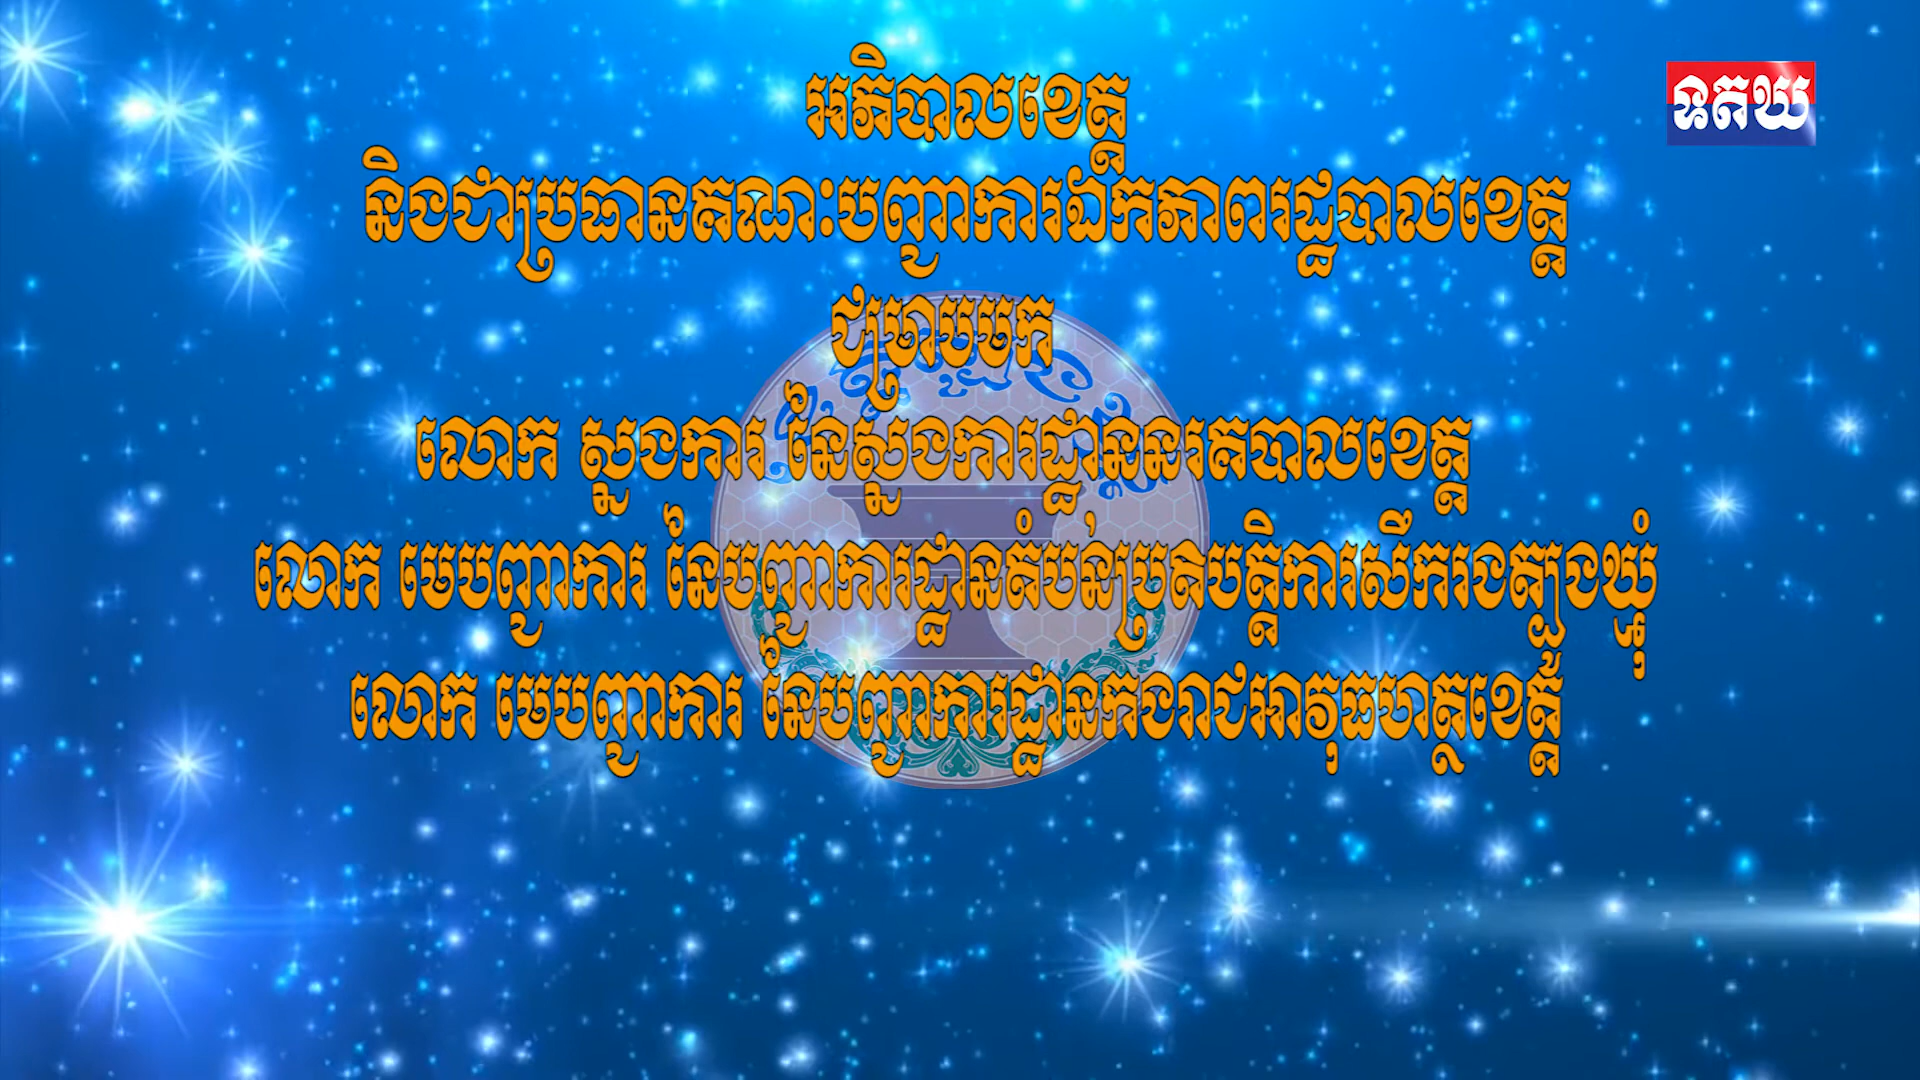 អភិបាលខេត្ត
ទតឃ
និងជាប្រធានគណៈបញ្ជាការឯកភាពរដ្ឋបាលខេត្ត
ជម្រាបមក
លោក ស្នងការ នៃស្នងការដ្ឋាននគរបាលខេត្ត
លោក មេបញ្ជាការ នៃបញ្ជាការដ្ឋានតំបន់ប្រតិបត្តិការសឹករងត្បូងឃ្មុំ
លោក មេបញ្ជាការ នៃបញ្ជាការដ្ឋានកងរាជអាវុធហត្ថខេត្ត